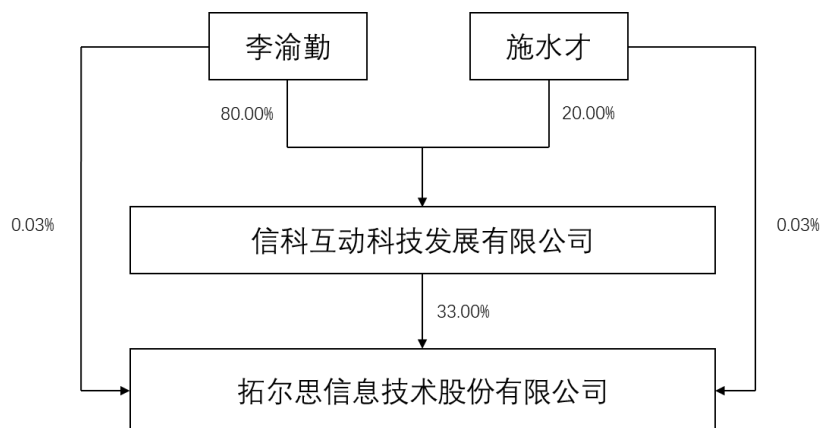 李渝勤
施水才
80.00%
20.00%
0.03%
0.03%
信科互动科技发展有限公司
33.00%
拓尔思信息技术股份有限公司